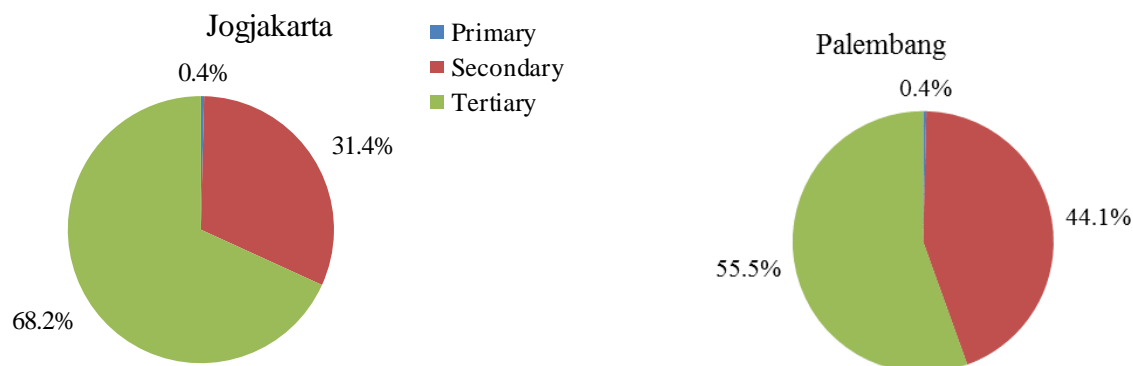 Jogjakarta
0.4%
31.4%
68.2%
Primary
Secondary
Tertiary
Palembang
0.4%
44.1%
55.5%